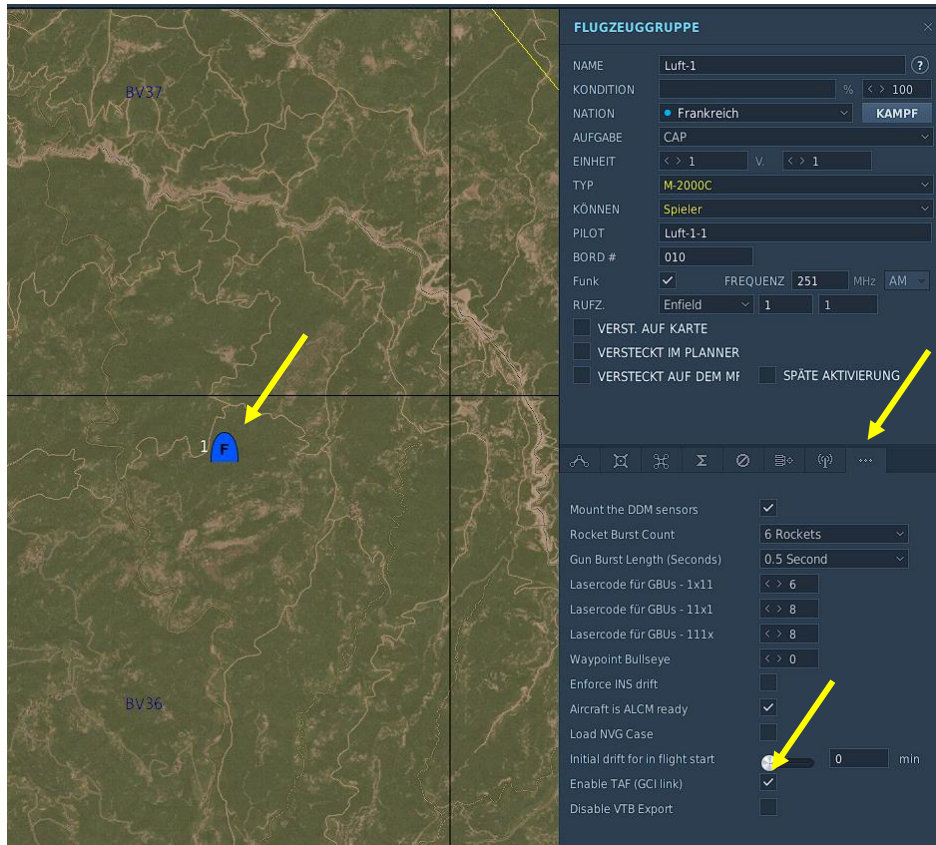 BV37
1 F
BV36
FLUGZEUGGRUPPE ×
NAME Luft-1 ?
KONDITION % < > 100
NATION Frankreich KAMPF
AUFGABE CAP
EINHEIT < > 1 V. < > 1
TYP M-2000C
KÖNNEN Spieler
PILOT Luft-1-1
BORD # 010
Funk FREQUENZ 251 MHz AM
RUFZ. Enfield 1 1
VERST. AUF KARTE
VERSTECKT IM PLANNER
VERSTECKT AUF DEM MF SPÄTE AKTIVIERUNG
Σ
Mount the DDM sensors
Rocket Burst Count 6 Rockets
Gun Burst Length (Seconds) 0.5 Second
Lasercode für GBUs - 1x11 < > 6
Lasercode für GBUs - 11x1 < > 8
Lasercode für GBUs - 111x < > 8
Waypoint Bullseye < > 0
Enforce INS drift
Aircraft is ALCM ready
Load NVG Case
Initial drift for in flight start 0 min
Enable TAF (GCI link)
Disable VTB Export